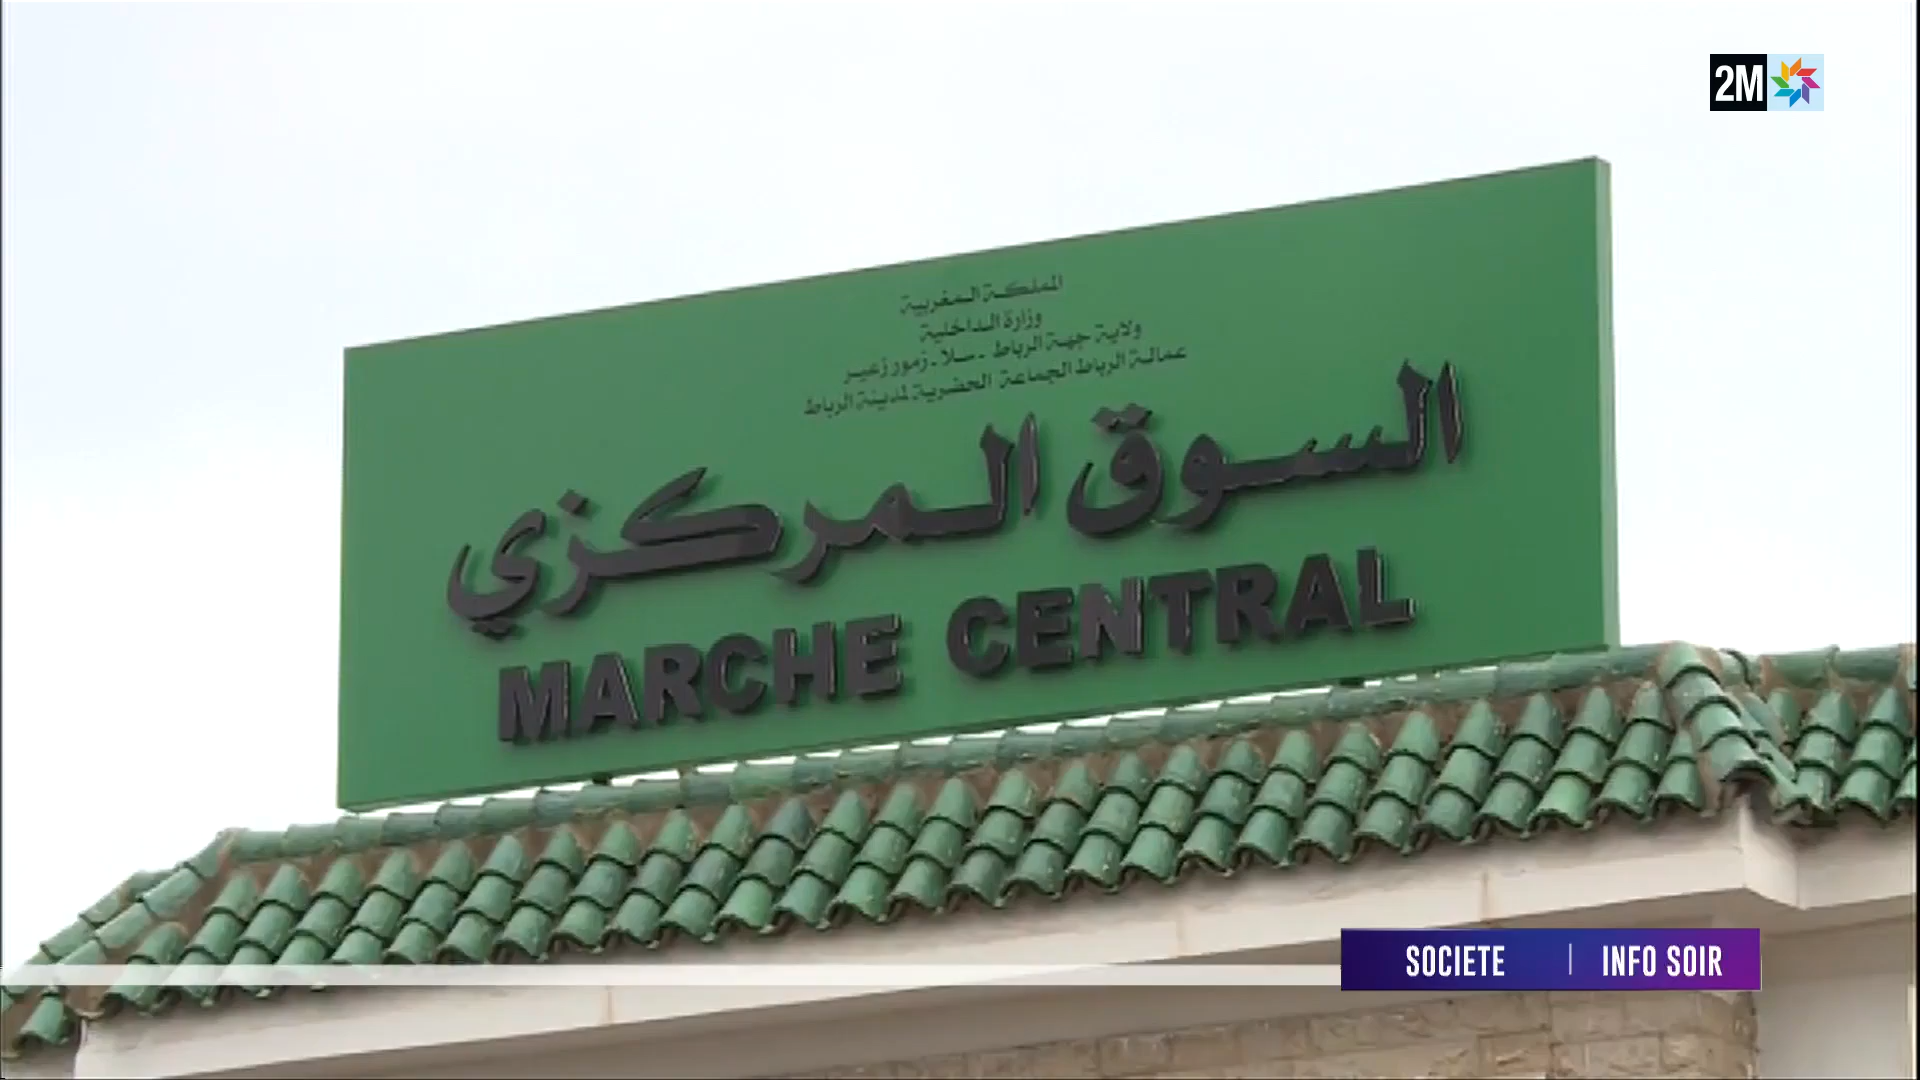 2M
المملكة المغربية
وزارة الداخلية
ولاية جهة الرباط - سلا - زمور زعير
عمالة الرباط الجماعة الحضرية لمدينة الرباط
السوق المركزي
MARCHE CENTRAL
SOCIETE | INFO SOIR